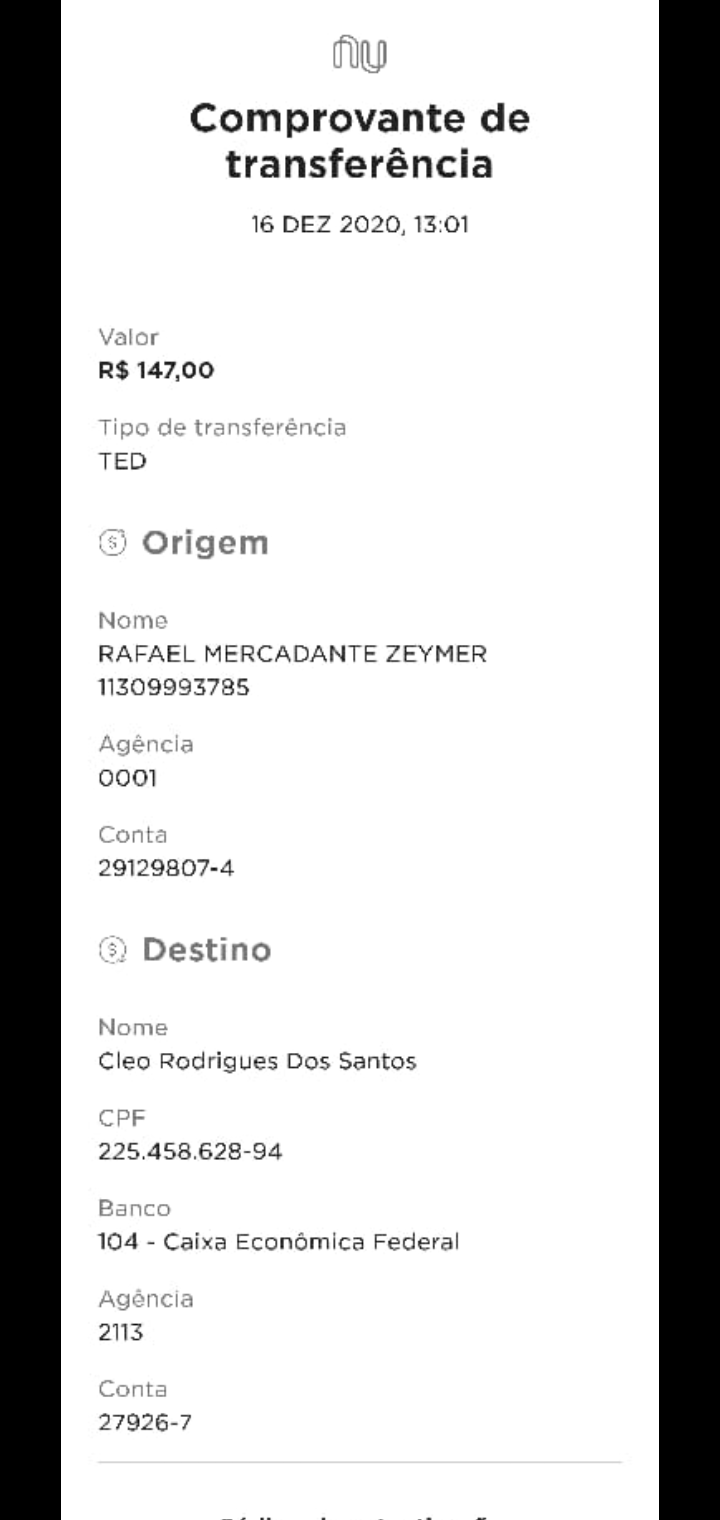 nu
Comprovante de
transferência
16 DEZ 2020, 13:01
Valor
R$ 147,00
Tipo de transferência
TED
Origem
Nome
RAFAEL MERCADANTE ZEYMER
11309993785
Agência
0001
Conta
29129807-4
Destino
Nome
Cleo Rodrigues Dos Santos
CPF
225.458.628-94
Banco
104 - Caixa Econômica Federal
Agência
2113
Conta
27926-7